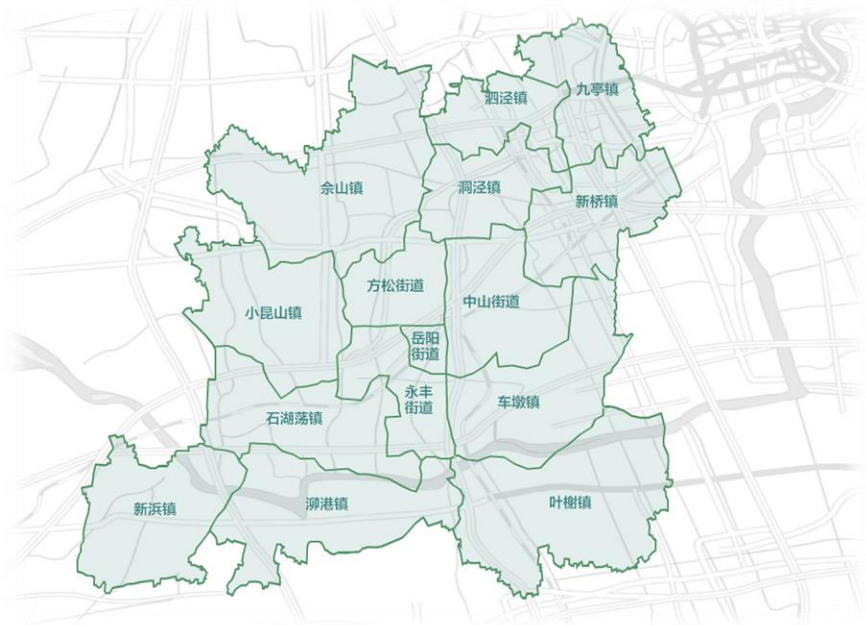 九亭镇
泗泾镇
佘山镇
洞泾镇
新桥镇
方松街道
中山街道
小昆山镇
岳阳
街道
永丰
街道
车墩镇
石湖荡镇
新浜镇
泖港镇
叶榭镇